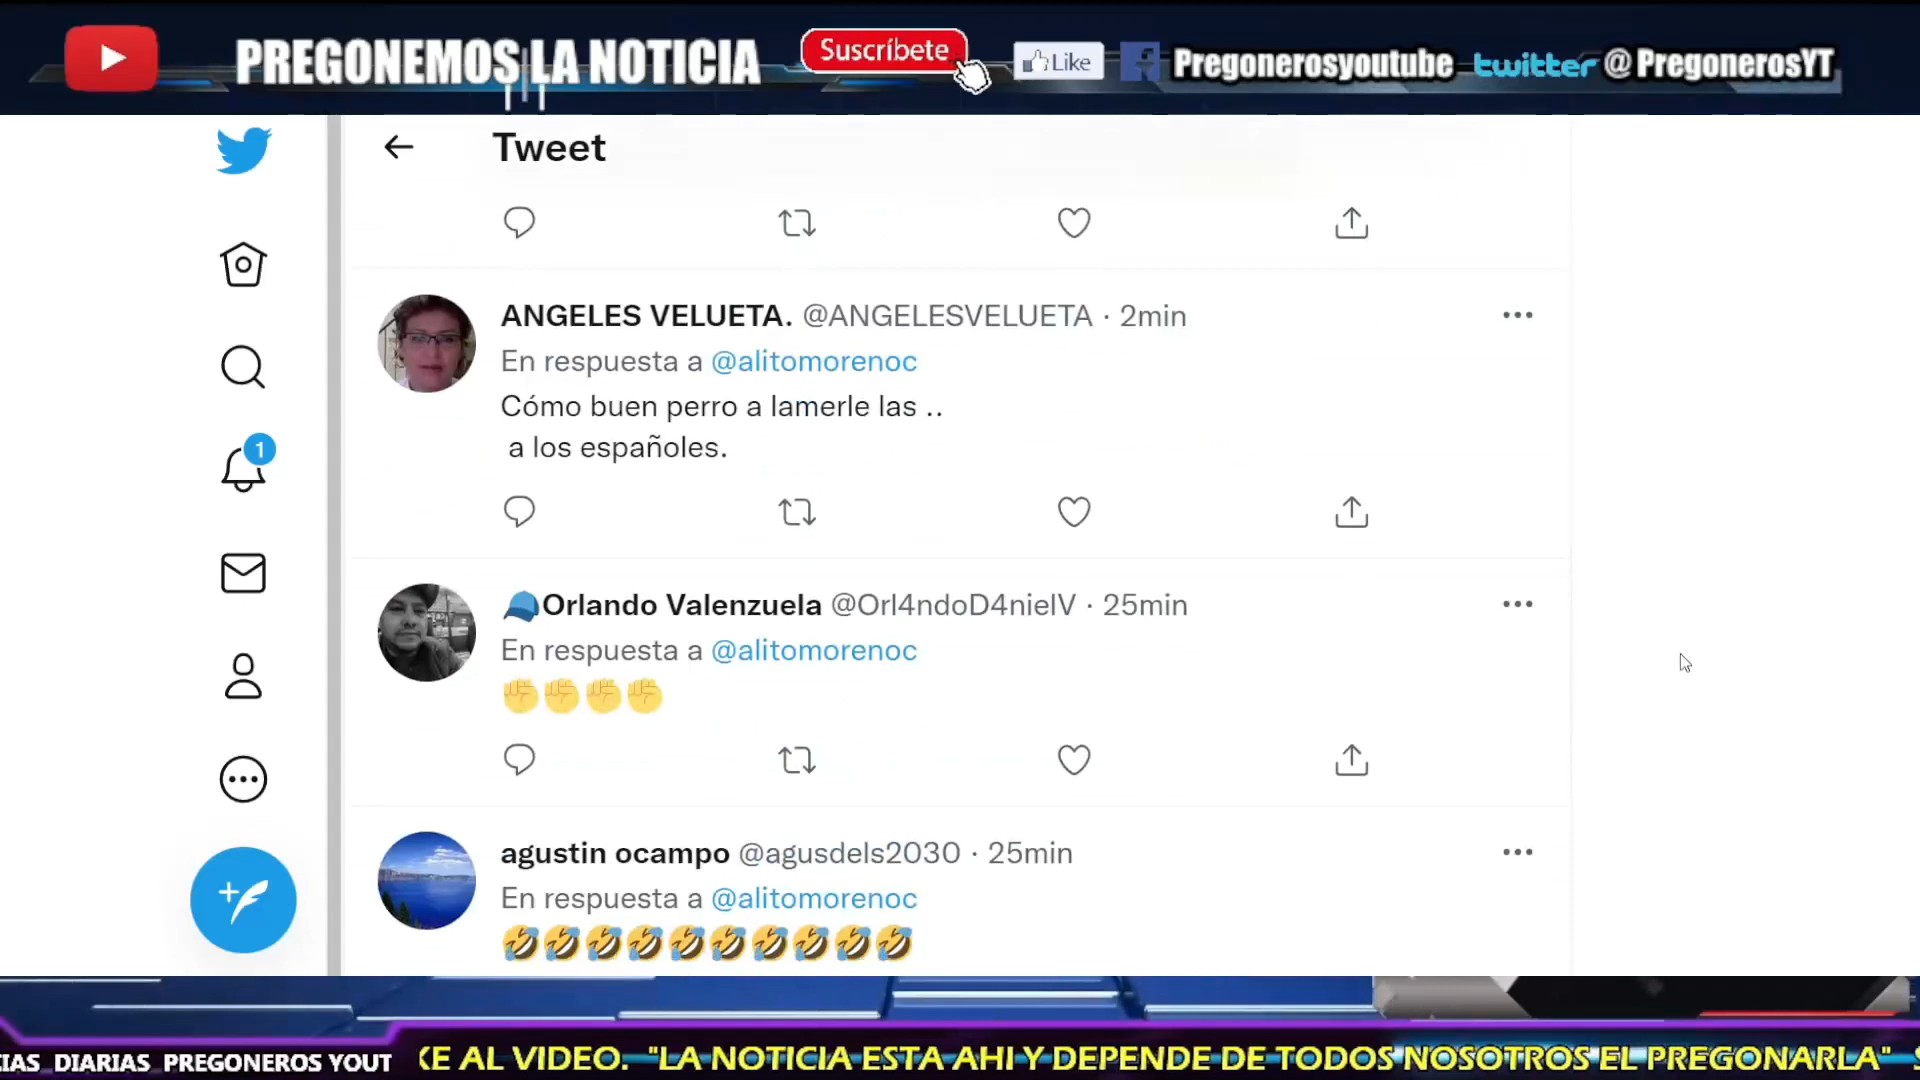 PREGONEMOS LA NOTICIA
Suscríbete
Like
Pregonerosyoutube
twitter @PregonerosYT
Tweet
ANGELES VELUETA. @ANGELESVELUETA · 2min
En respuesta a @alitomorenoc
Cómo buen perro a lamerle las ..
a los españoles.
1
🧢Orlando Valenzuela @Orl4ndoD4nielV · 25min
En respuesta a @alitomorenoc
✊✊✊✊
agustin ocampo @agusdels2030 · 25min
En respuesta a @alitomorenoc
🤣🤣🤣🤣🤣🤣🤣🤣🤣🤣
IAS DIARIAS PREGONEROS YOUT
KE AL VIDEO. "LA NOTICIA ESTA AHI Y DEPENDE DE TODOS NOSOTROS EL PREGONARLA" S